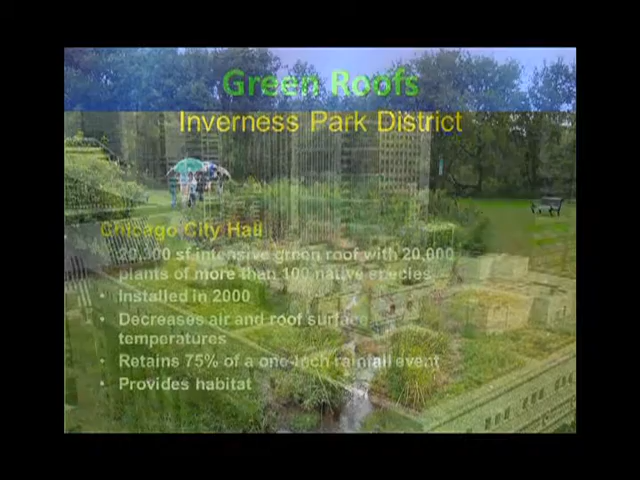 Green Roofs
Inverness Park District
Chicago City Hall
• 20,300 sf intensive green roof with 20,000
plants of more than 100 native species
• Installed in 2000
• Decreases air and roof surface
temperatures
• Retains 75% of a one-inch rainfall event
• Provides habitat